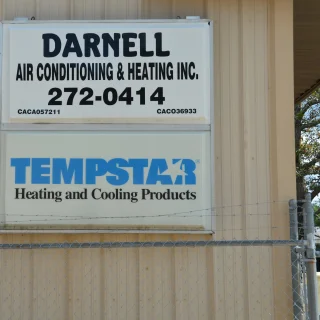 DARNELL
AIR CONDITIONING & HEATING INC.
272-0414
CACA057211 CACO36933
TEMPSTAR®
Heating and Cooling Products